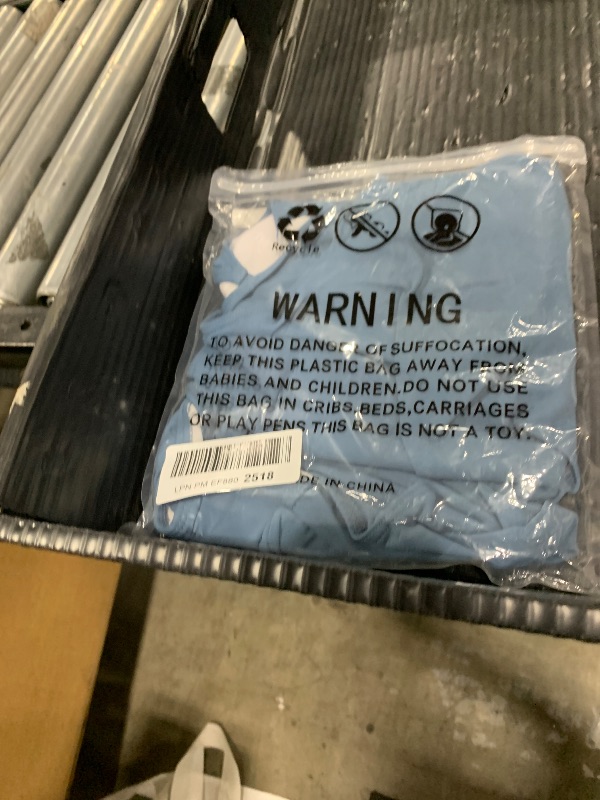 Recycle
WARNING
TO AVOID DANGER OF SUFFOCATION,
KEEP THIS PLASTIC BAG AWAY FROM
BABIES AND CHILDREN.DO NOT USE
THIS BAG IN CRIBS.BEDS,CARRIAGES
OR PLAY PENS.THIS BAG IS NOT A TOY.
2518
DE IN CHINA